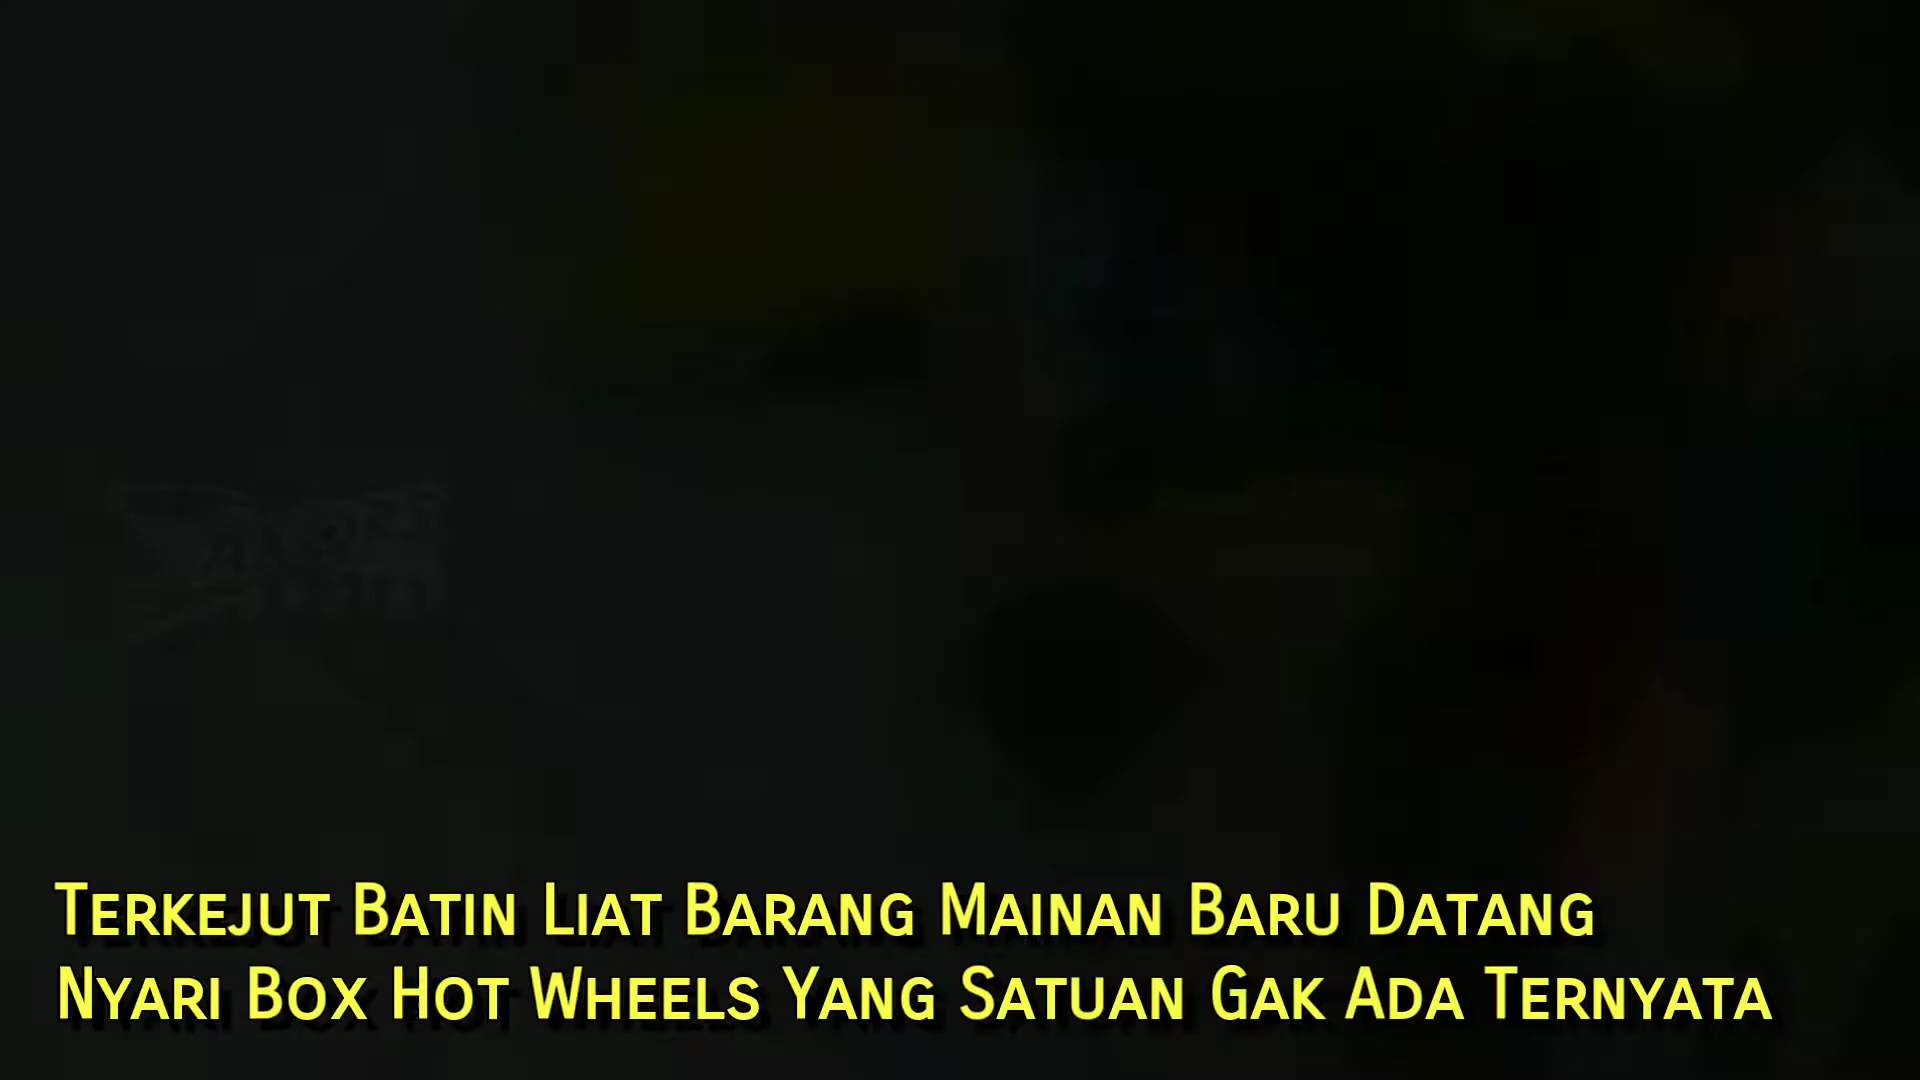 Terkejut Batin Liat Barang Mainan Baru Datang
Nyari Box Hot Wheels Yang Satuan Gak Ada Ternyata